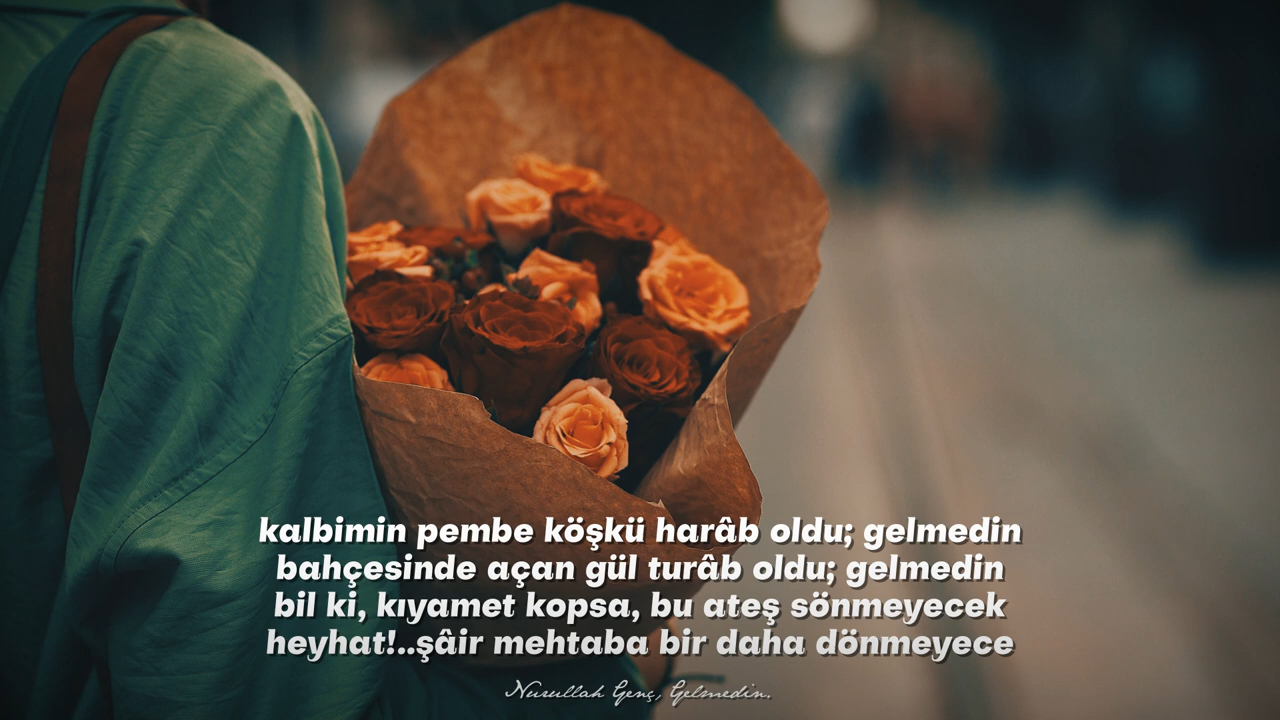 kalbimin pembe köşkü harâb oldu; gelmedin
bahçesinde açan gül turâb oldu; gelmedin
bil ki, kıyamet kopsa, bu ateş sönmeyecek
heyhat!..şâir mehtaba bir daha dönmeyece
Nurullah Genç, Gelmedin.